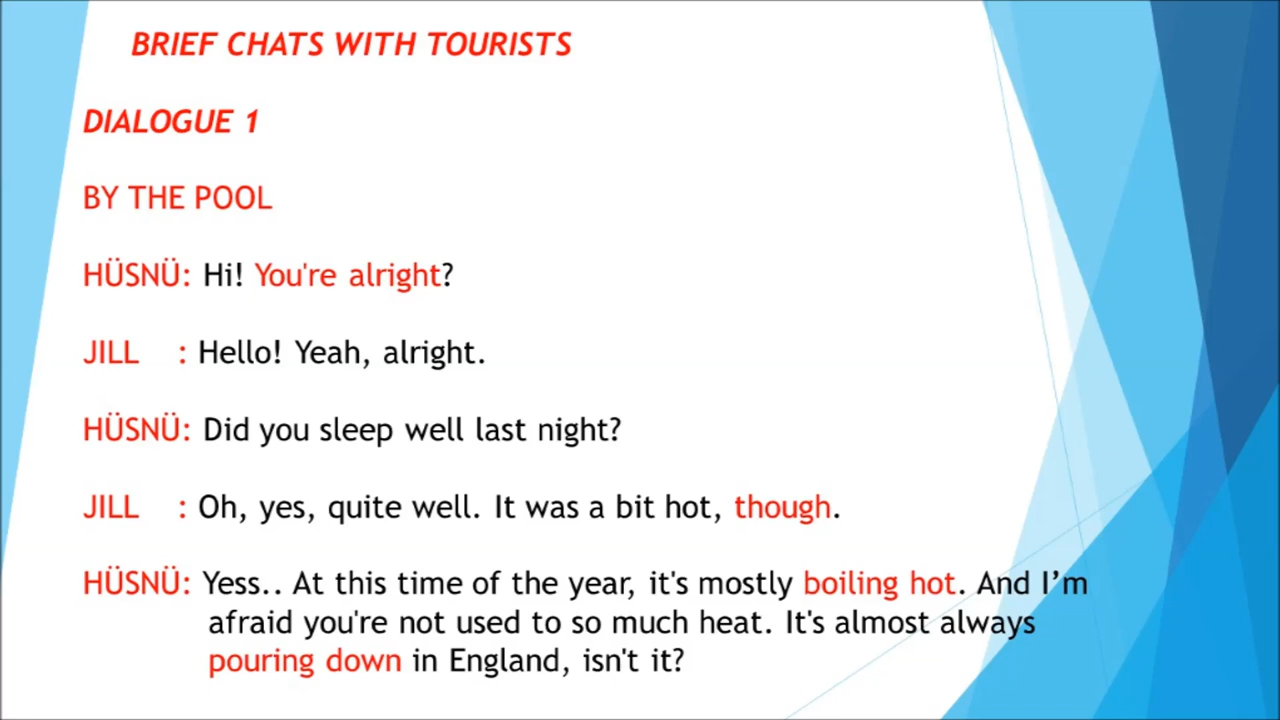 BRIEF CHATS WITH TOURISTS
DIALOGUE 1
BY THE POOL
HÜSNÜ: Hi! You're alright?
JILL : Hello! Yeah, alright.
HÜSNÜ: Did you sleep well last night?
JILL : Oh, yes, quite well. It was a bit hot, though.
HÜSNÜ: Yess.. At this time of the year, it's mostly boiling hot. And I’m
afraid you're not used to so much heat. It's almost always
pouring down in England, isn't it?